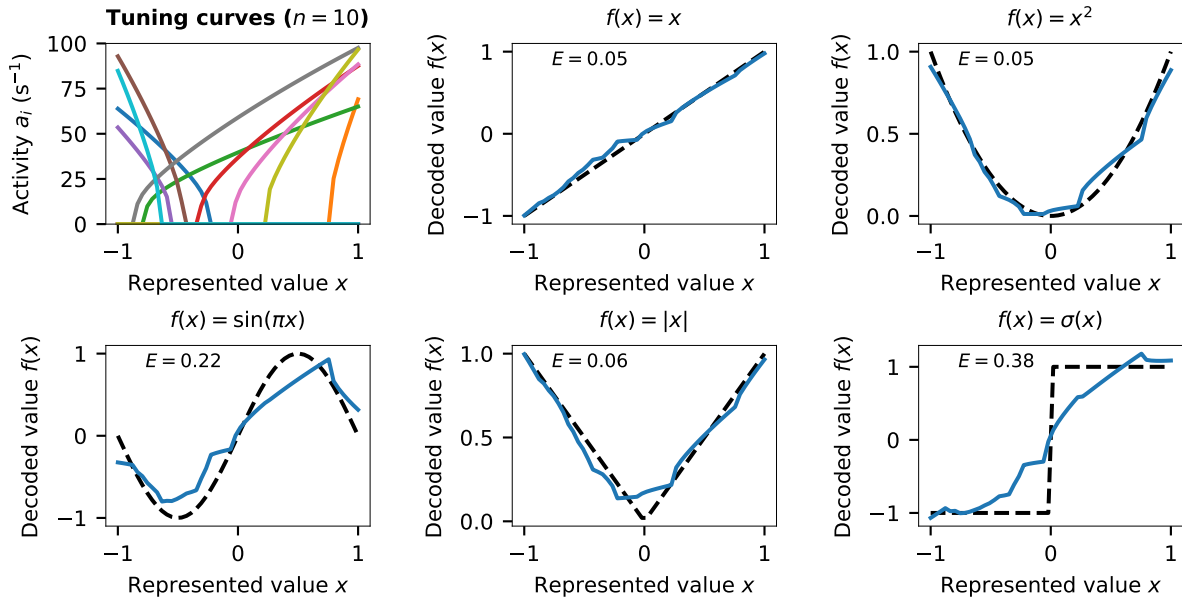 Tuning curves (n = 10)
Activity a_i (s⁻¹)
100
75
50
25
0
−1
0
1
Represented value x
f(x) = x
E = 0.05
Decoded value f(x)
1
0
−1
−1
0
1
Represented value x
f(x) = x²
E = 0.05
Decoded value f(x)
1.0
0.5
0.0
−1
0
1
Represented value x
f(x) = sin(πx)
E = 0.22
Decoded value f(x)
1
0
−1
−1
0
1
Represented value x
f(x) = |x|
E = 0.06
Decoded value f(x)
1.0
0.5
0.0
−1
0
1
Represented value x
f(x) = σ(x)
E = 0.38
Decoded value f(x)
1
0
−1
−1
0
1
Represented value x